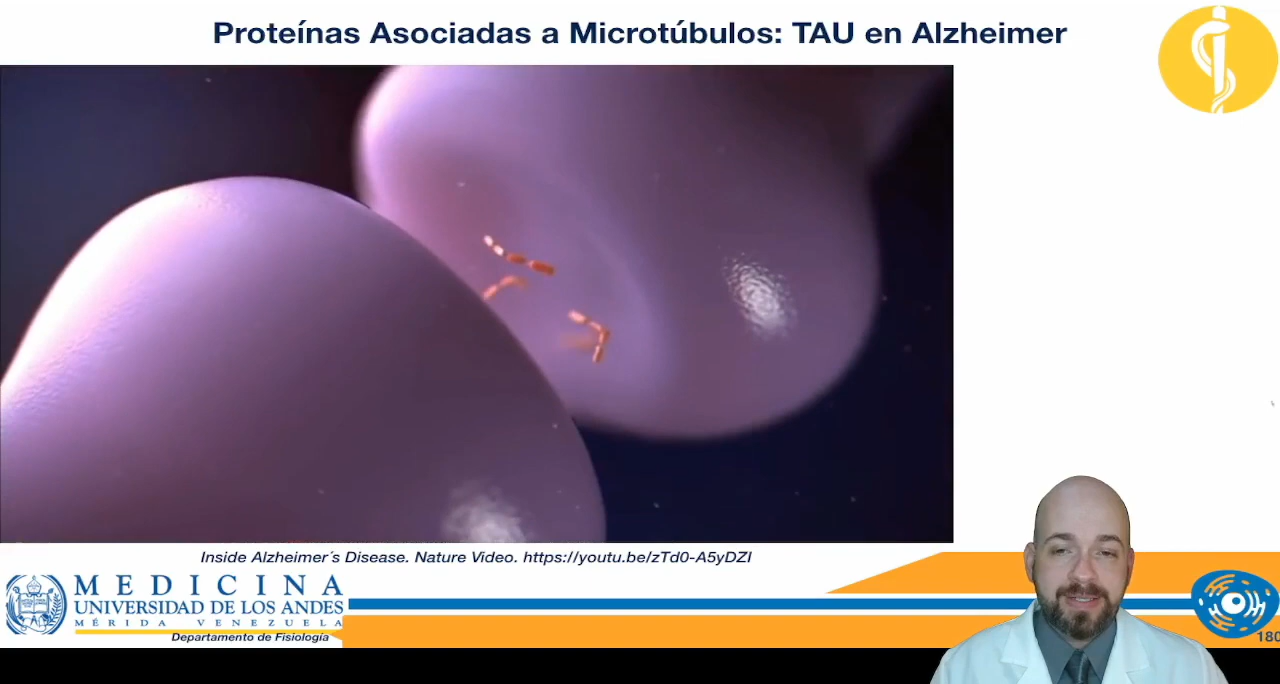 Proteínas Asociadas a Microtúbulos: TAU en Alzheimer
Inside Alzheimer´s Disease. Nature Video. https://youtu.be/zTd0-A5yDZI
MEDICINA
UNIVERSIDAD DE LOS ANDES
MÉRIDA VENEZUELA
Departamento de Fisiología
180